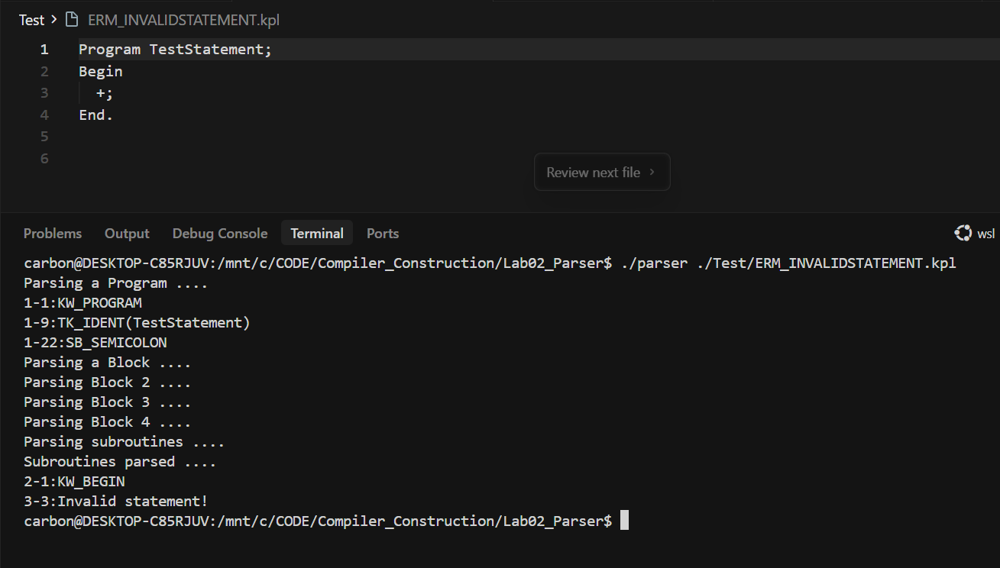 Test > ERM_INVALIDSTATEMENT.kpl
1 Program TestStatement;
2 Begin
3 +;
4 End.
5
6
Review next file >
Problems Output Debug Console Terminal Ports wsl
carbon@DESKTOP-C85RJUV:/mnt/c/CODE/Compiler_Construction/Lab02_Parser$ ./parser ./Test/ERM_INVALIDSTATEMENT.kpl
Parsing a Program ....
1-1:KW_PROGRAM
1-9:TK_IDENT(TestStatement)
1-22:SB_SEMICOLON
Parsing a Block ....
Parsing Block 2 ....
Parsing Block 3 ....
Parsing Block 4 ....
Parsing subroutines ....
Subroutines parsed ....
2-1:KW_BEGIN
3-3:Invalid statement!
carbon@DESKTOP-C85RJUV:/mnt/c/CODE/Compiler_Construction/Lab02_Parser$